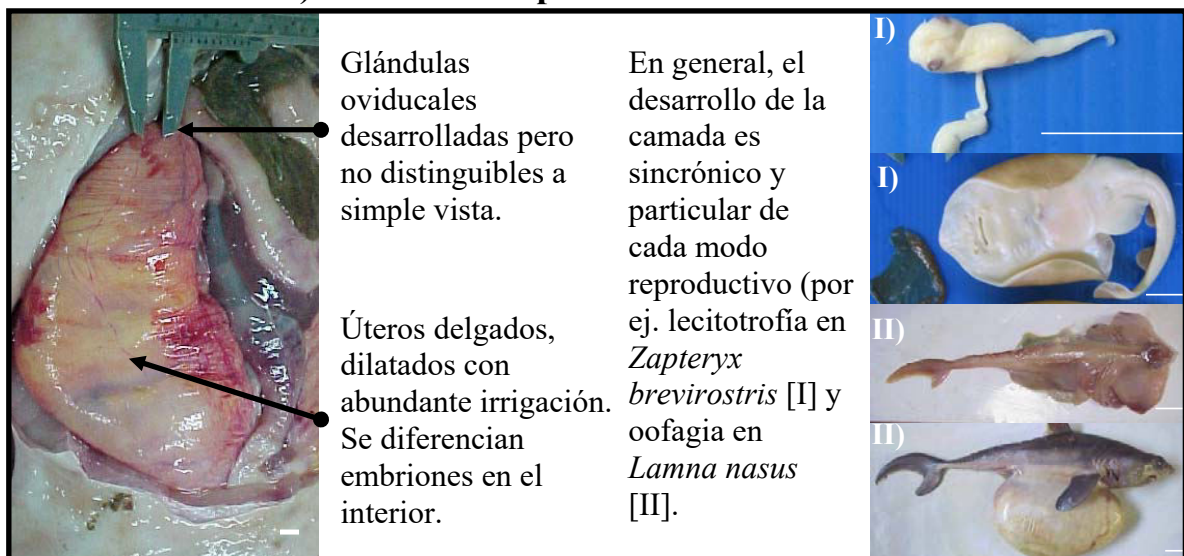 Glándulas
oviducales
desarrolladas pero
no distinguibles a
simple vista.
Úteros delgados,
dilatados con
abundante irrigación.
Se diferencian
embriones en el
interior.
En general, el
desarrollo de la
camada es
sincrónico y
particular de
cada modo
reproductivo (por
ej. lecitotrofía en
Zapteryx
brevirostris [I] y
oofagia en
Lamna nasus
[II].
I)
I)
II)
II)